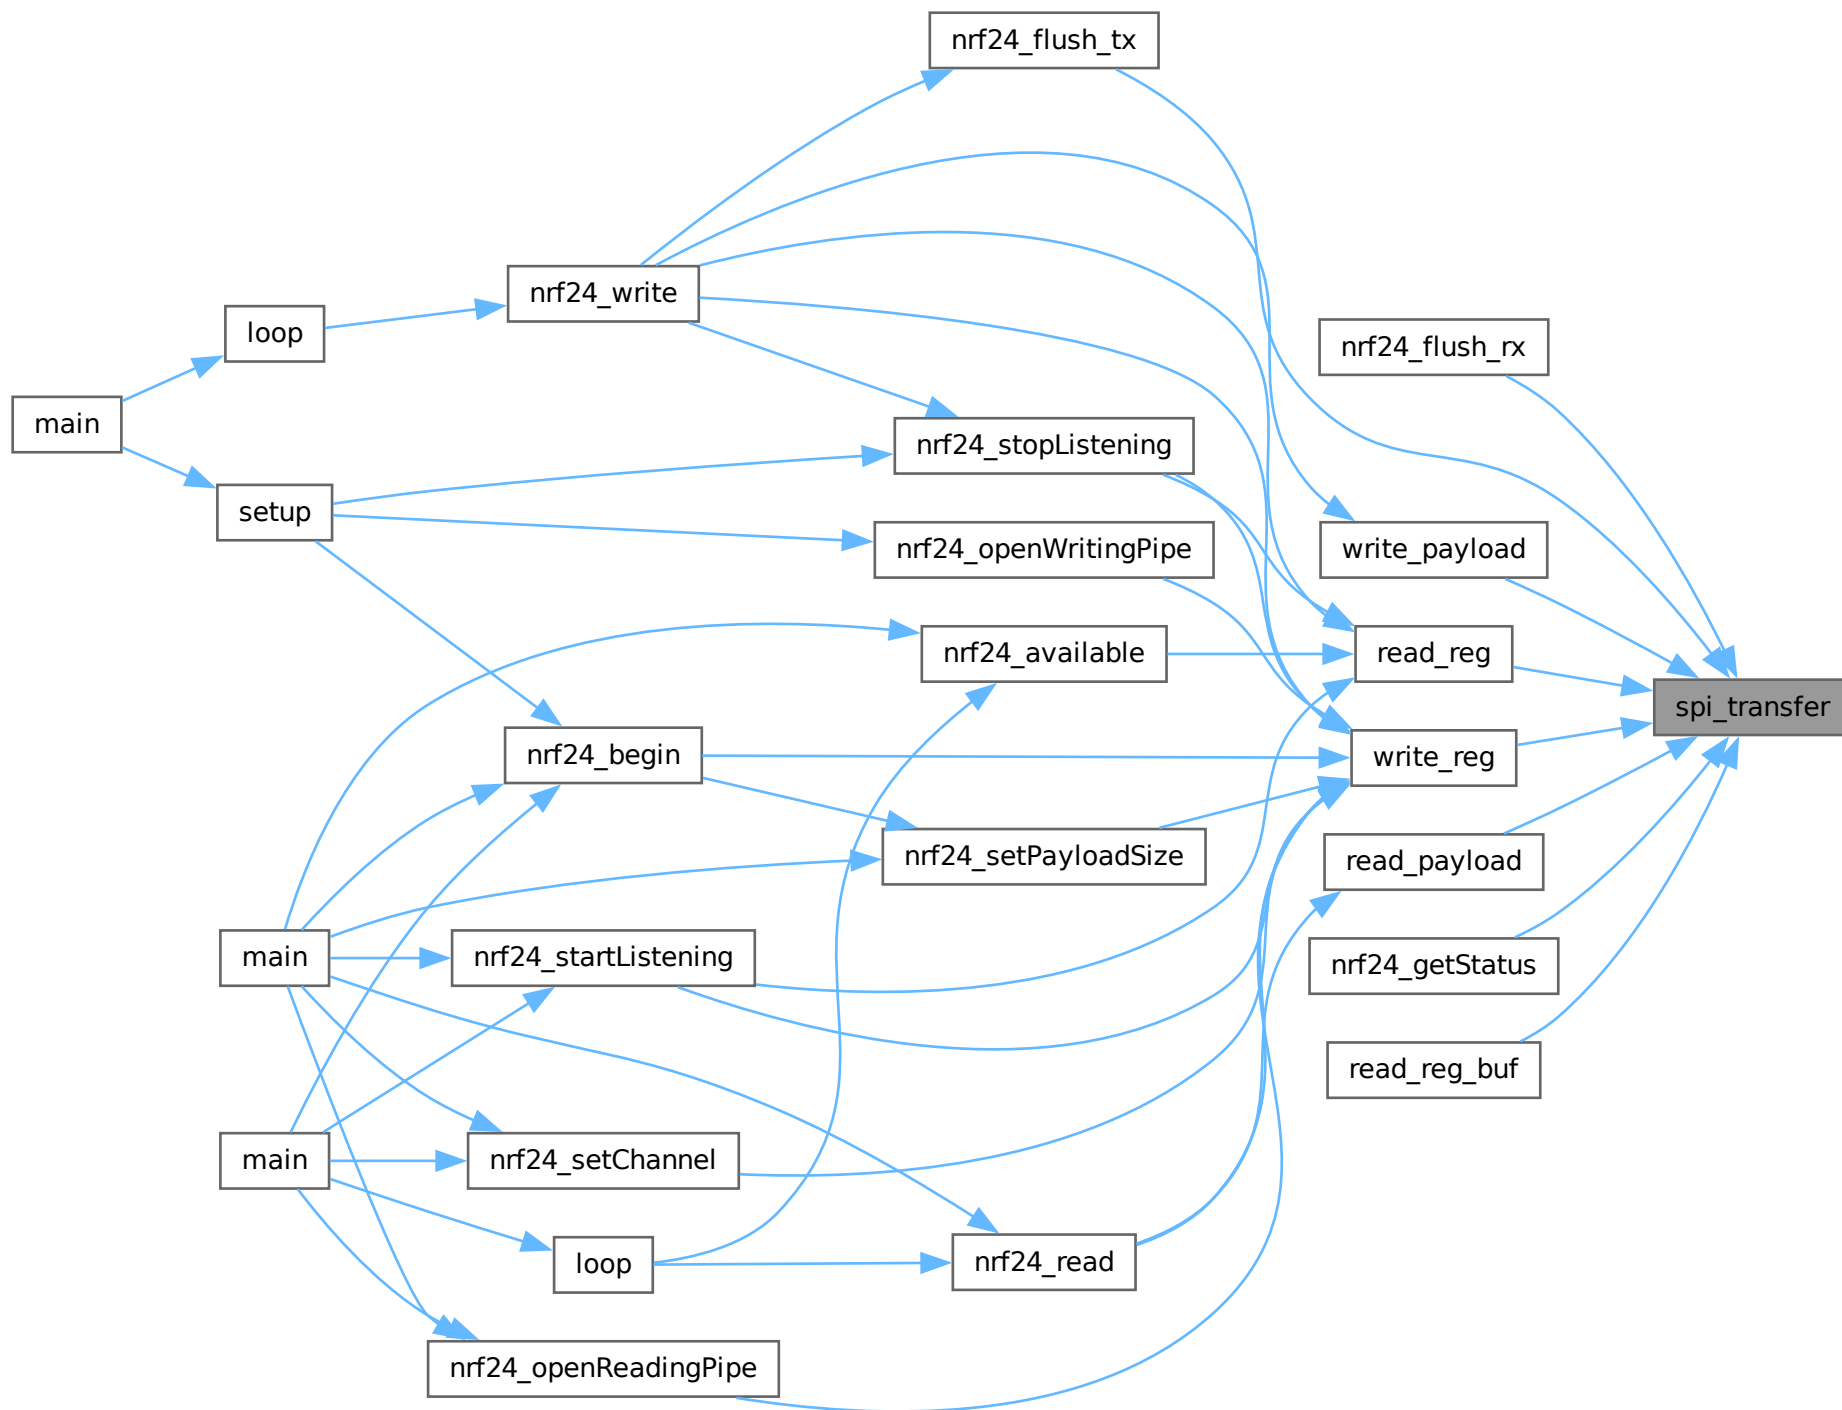 nrf24_flush_tx
nrf24_write
loop
nrf24_flush_rx
main
nrf24_stopListening
setup
nrf24_openWritingPipe
write_payload
nrf24_available
read_reg
spi_transfer
nrf24_begin
write_reg
nrf24_setPayloadSize
read_payload
main
nrf24_startListening
nrf24_getStatus
read_reg_buf
main
nrf24_setChannel
loop
nrf24_read
nrf24_openReadingPipe